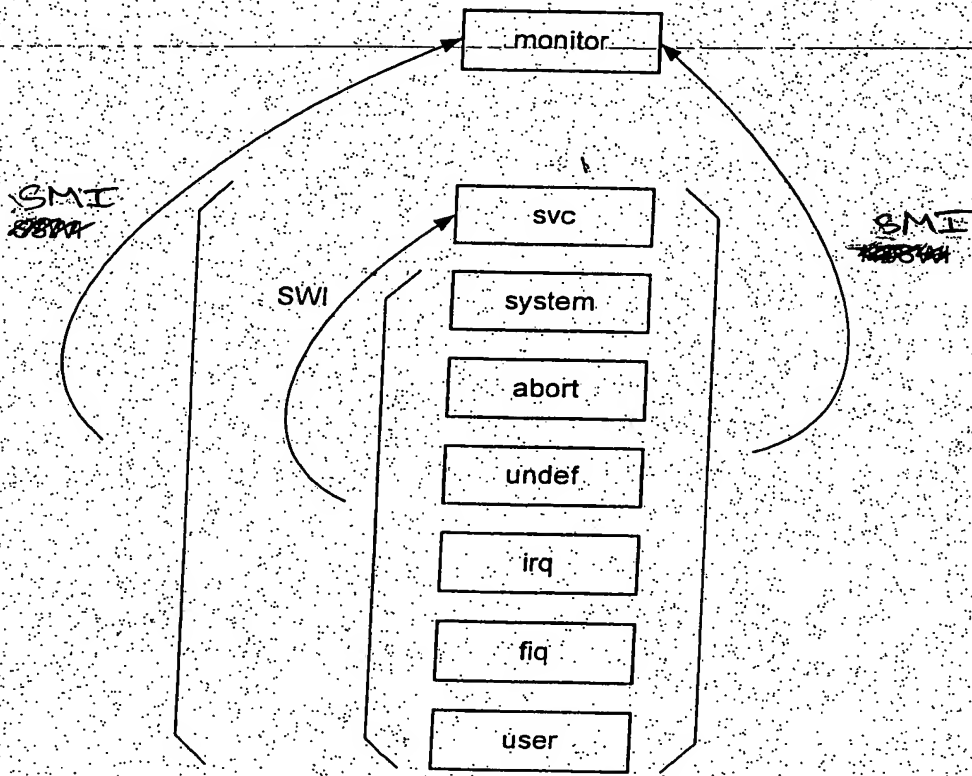 monitor
SMI
svc
SMI
SWI
system
abort
undef
irq
fiq
user